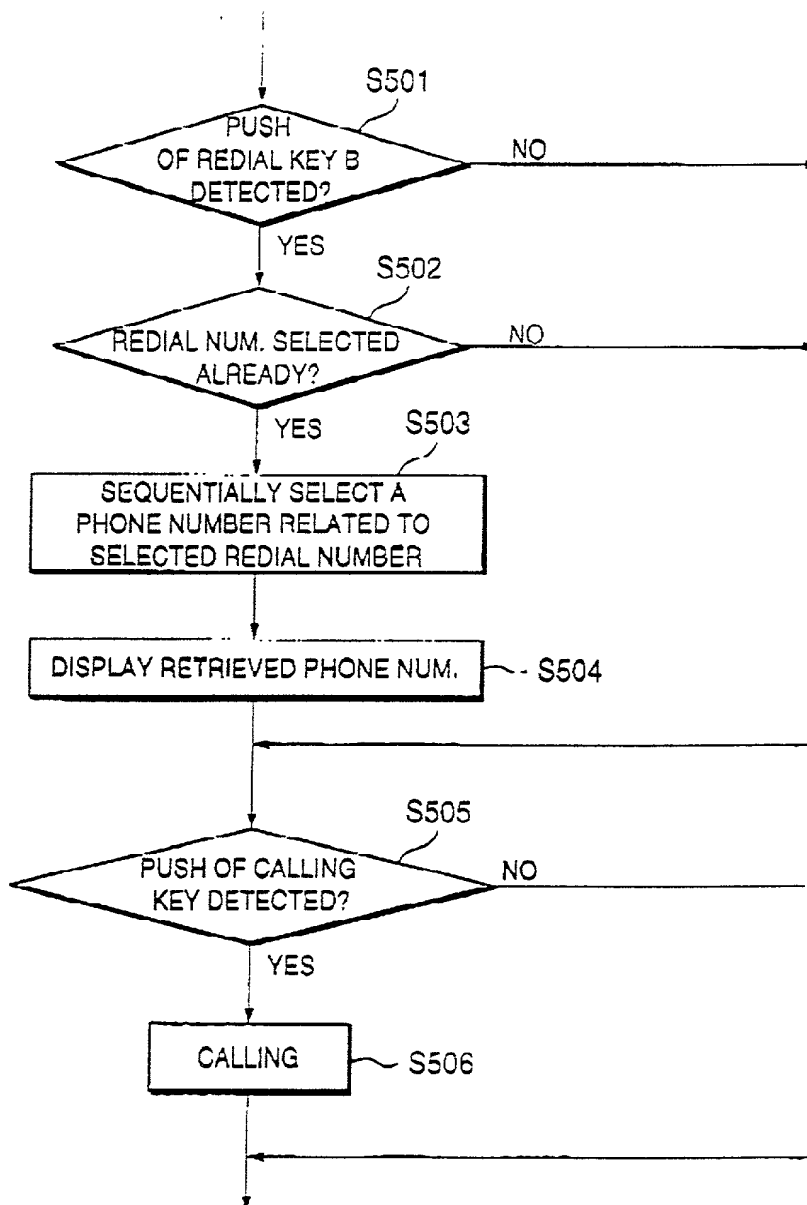 S501
PUSH
OF REDIAL KEY B
DETECTED?
NO
YES
S502
REDIAL NUM. SELECTED
ALREADY?
NO
YES
S503
SEQUENTIALLY SELECT A
PHONE NUMBER RELATED TO
SELECTED REDIAL NUMBER
DISPLAY RETRIEVED PHONE NUM.
S504
S505
PUSH OF CALLING
KEY DETECTED?
NO
YES
CALLING
S506